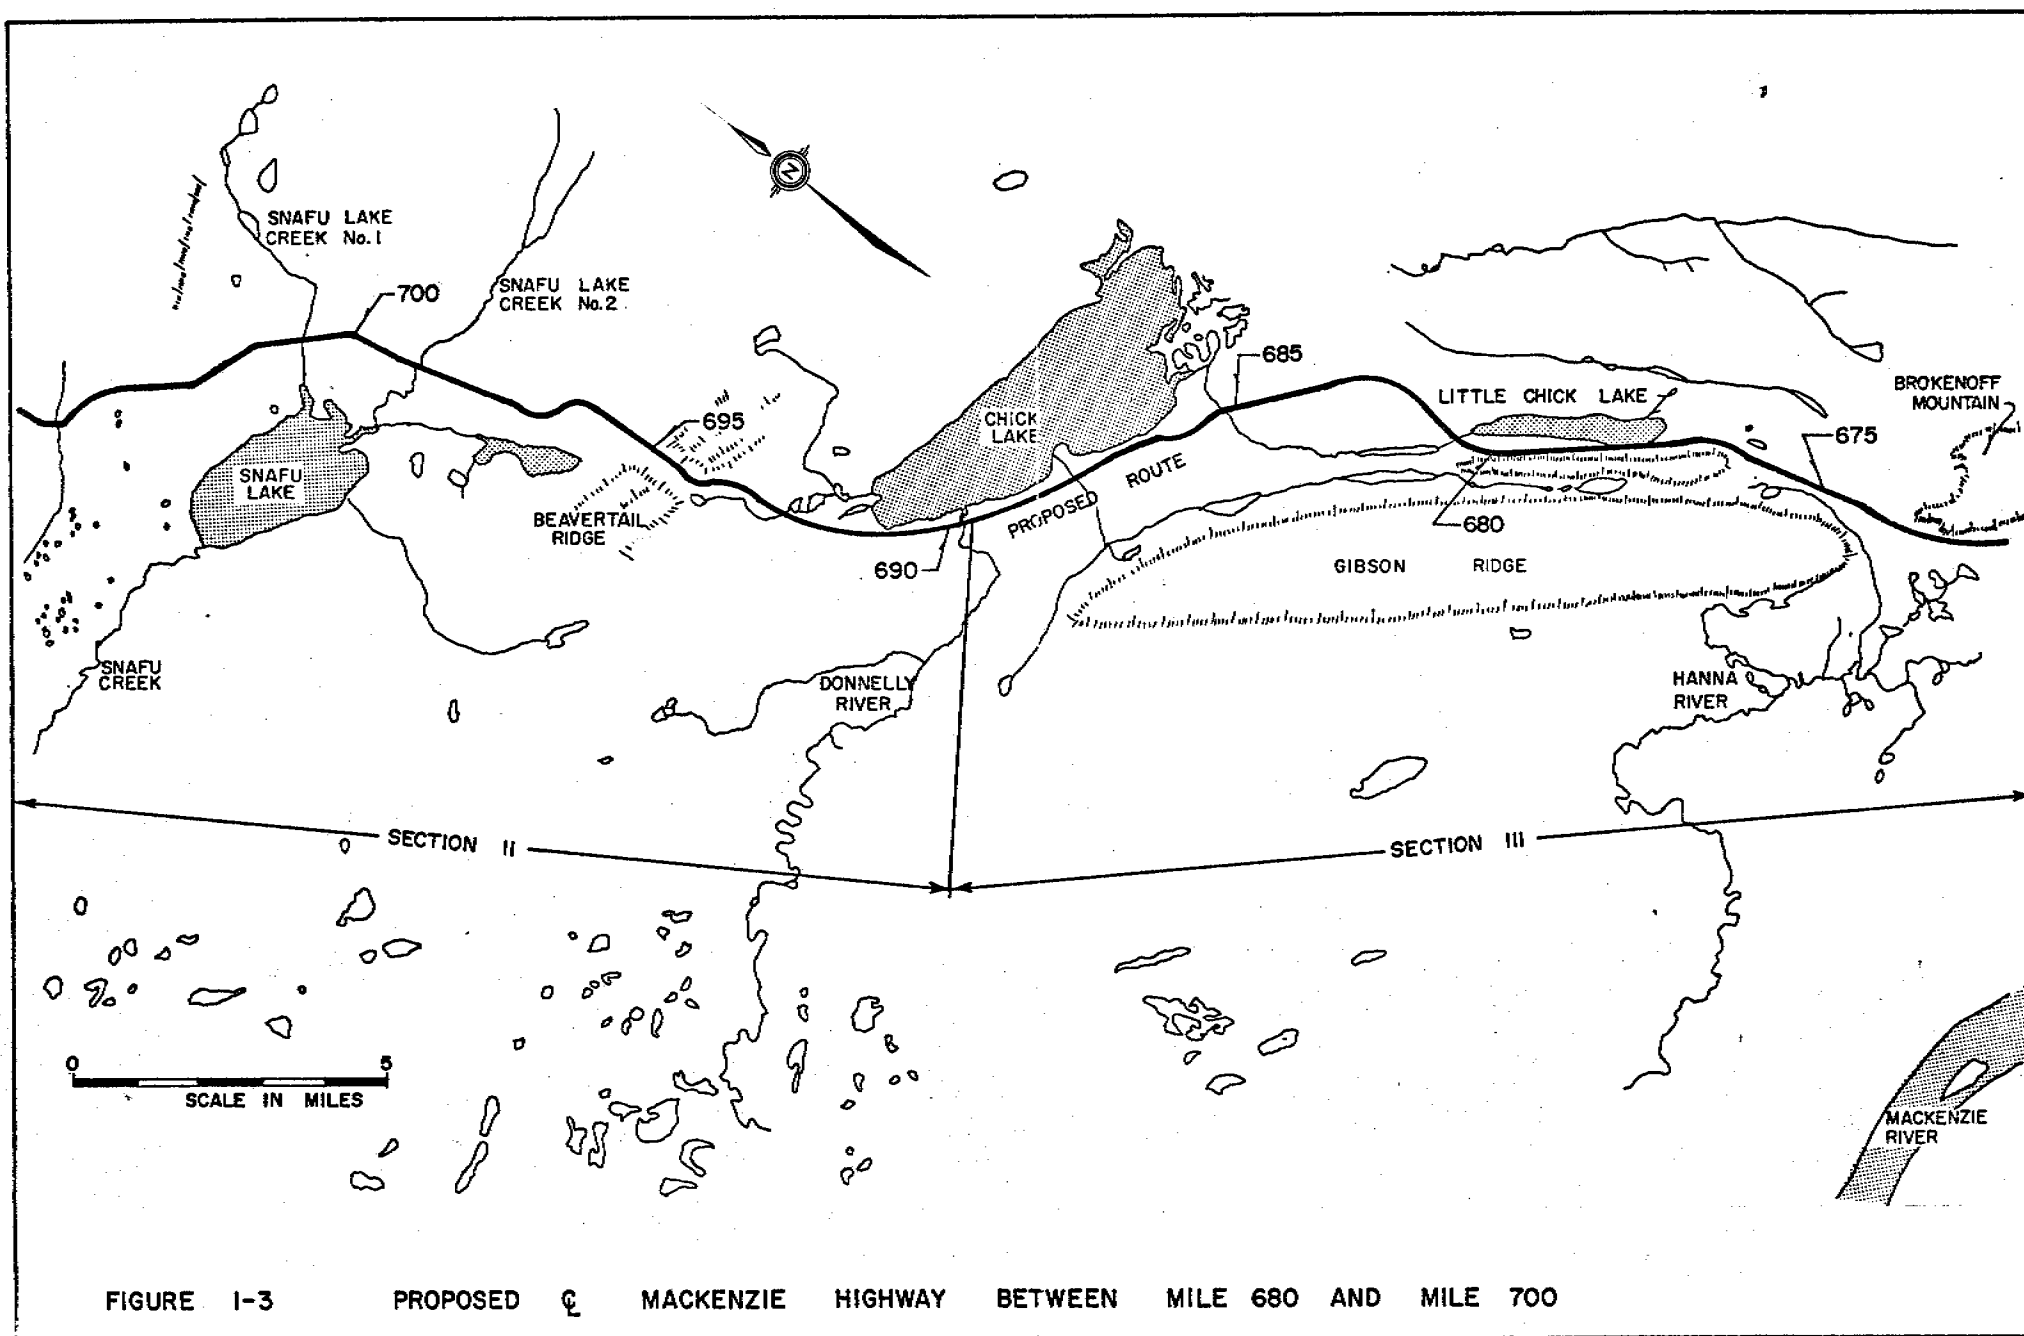 SNAFU LAKE
CREEK No.1
700
SNAFU LAKE
CREEK No.2
N
695
CHICK
LAKE
685
LITTLE CHICK LAKE
BROKENOFF
MOUNTAIN
675
SNAFU
LAKE
BEAVERTAIL
RIDGE
PROPOSED ROUTE
680
690
GIBSON RIDGE
SNAFU
CREEK
DONNELLY
RIVER
HANNA
RIVER
SECTION II
SECTION III
0 5
SCALE IN MILES
MACKENZIE
RIVER
FIGURE 1-3 PROPOSED ℄ MACKENZIE HIGHWAY BETWEEN MILE 680 AND MILE 700